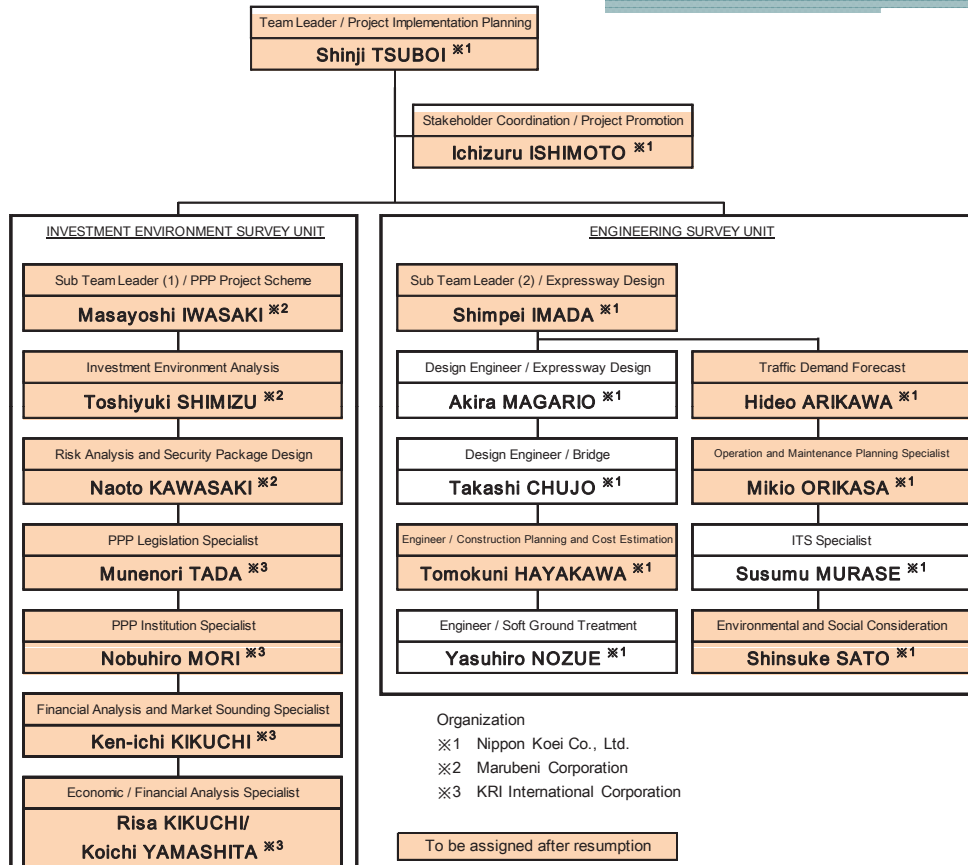 Team Leader / Project Implementation Planning
Shinji TSUBOI ※1
Stakeholder Coordination / Project Promotion
Ichizuru ISHIMOTO ※1
INVESTMENT ENVIRONMENT SURVEY UNIT
Sub Team Leader (1) / PPP Project Scheme
Masayoshi IWASAKI ※2
Investment Environment Analysis
Toshiyuki SHIMIZU ※2
Risk Analysis and Security Package Design
Naoto KAWASAKI ※2
PPP Legislation Specialist
Munenori TADA ※3
PPP Institution Specialist
Nobuhiro MORI ※3
Financial Analysis and Market Sounding Specialist
Ken-ichi KIKUCHI ※3
Economic / Financial Analysis Specialist
Risa KIKUCHI/
Koichi YAMASHITA ※3
ENGINEERING SURVEY UNIT
Sub Team Leader (2) / Expressway Design
Shimpei IMADA ※1
Design Engineer / Expressway Design
Akira MAGARIO ※1
Design Engineer / Bridge
Takashi CHUJO ※1
Engineer / Construction Planning and Cost Estimation
Tomokuni HAYAKAWA ※1
Engineer / Soft Ground Treatment
Yasuhiro NOZUE ※1
Traffic Demand Forecast
Hideo ARIKAWA ※1
Operation and Maintenance Planning Specialist
Mikio ORIKASA ※1
ITS Specialist
Susumu MURASE ※1
Environmental and Social Consideration
Shinsuke SATO ※1
Organization
※1 Nippon Koei Co., Ltd.
※2 Marubeni Corporation
※3 KRI International Corporation
To be assigned after resumption